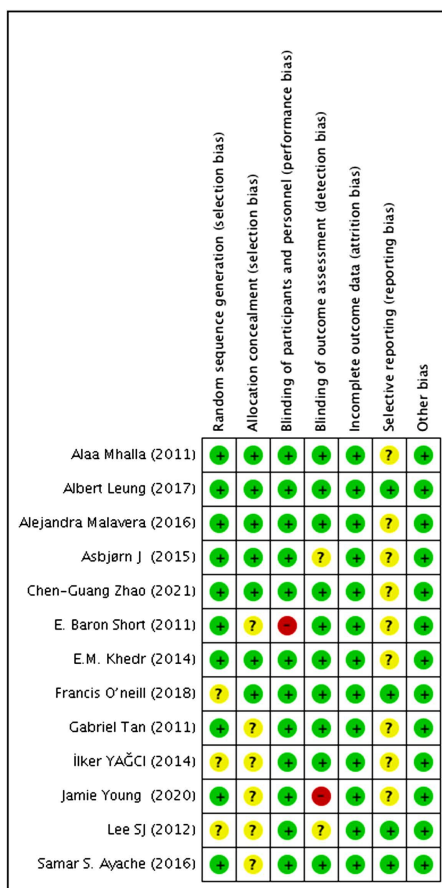 Random sequence generation (selection bias)
Allocation concealment (selection bias)
Blinding of participants and personnel (performance bias)
Blinding of outcome assessment (detection bias)
Incomplete outcome data (attrition bias)
Selective reporting (reporting bias)
Other bias
Alaa Mhalla (2011) + + + + + ? +
Albert Leung (2017) + + + + + + +
Alejandra Malavera (2016) + + + + + ? +
Asbjørn J (2015) + + + ? + ? +
Chen-Guang Zhao (2021) + + + + + ? +
E. Baron Short (2011) + ? - + + ? +
E.M. Khedr (2014) + + + + + ? +
Francis O'neill (2018) ? + + + + + +
Gabriel Tan (2011) + ? + + + ? +
İlker YAĞCI (2014) ? ? + + + ? +
Jamie Young (2020) + ? + - + ? +
Lee SJ (2012) ? ? + ? + + +
Samar S. Ayache (2016) + ? + + + + +